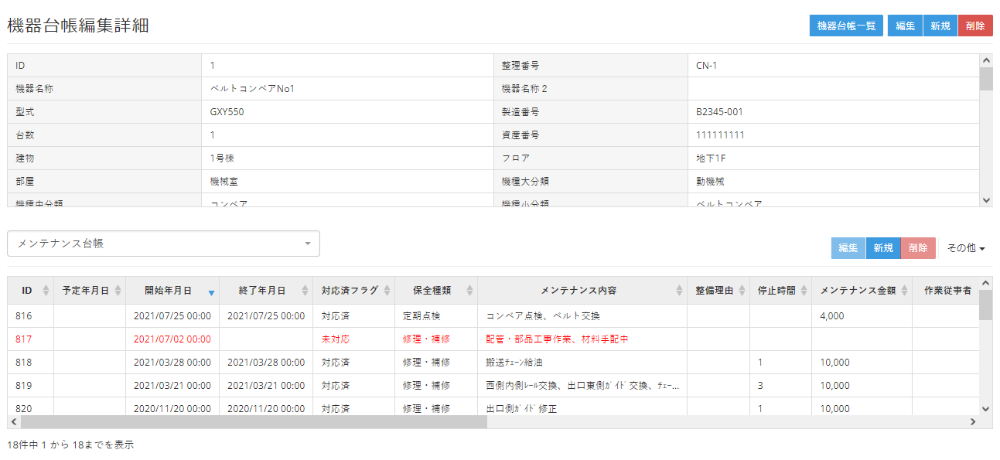 機器台帳編集詳細
機器台帳一覧 編集 新規 削除
ID 1 整理番号 CN-1
機器名称 ベルトコンベアNo1 機器名称２
型式 GXY550 製造番号 B2345-001
台数 1 資産番号 111111111
建物 1号棟 フロア 地下1F
部屋 機械室 機種大分類 動機械
機種中分類 コンベア 機種小分類 ベルトコンベア
メンテナンス台帳 編集 新規 削除 その他
ID 予定年月日 開始年月日 終了年月日 対応済フラグ 保全種類 メンテナンス内容 整備理由 停止時間 メンテナンス金額 作業従事者
816 2021/07/25 00:00 2021/07/25 00:00 対応済 定期点検 コンベア点検、ベルト交換 4,000
817 2021/07/02 00:00 未対応 修理・補修 配管・部品工事作業、材料手配中
818 2021/03/28 00:00 2021/03/28 00:00 対応済 修理・補修 搬送ﾁｪｰﾝ給油 1 10,000
819 2021/03/21 00:00 2021/03/21 00:00 対応済 修理・補修 西側内側ﾚｰﾙ交換、出口東側ｶﾞｲﾄﾞ交換、ﾁｪｰ... 3 10,000
820 2020/11/20 00:00 2020/11/20 00:00 対応済 修理・補修 出口側ｶﾞｲﾄﾞ修正 1 10,000
18件中 1 から 18までを表示